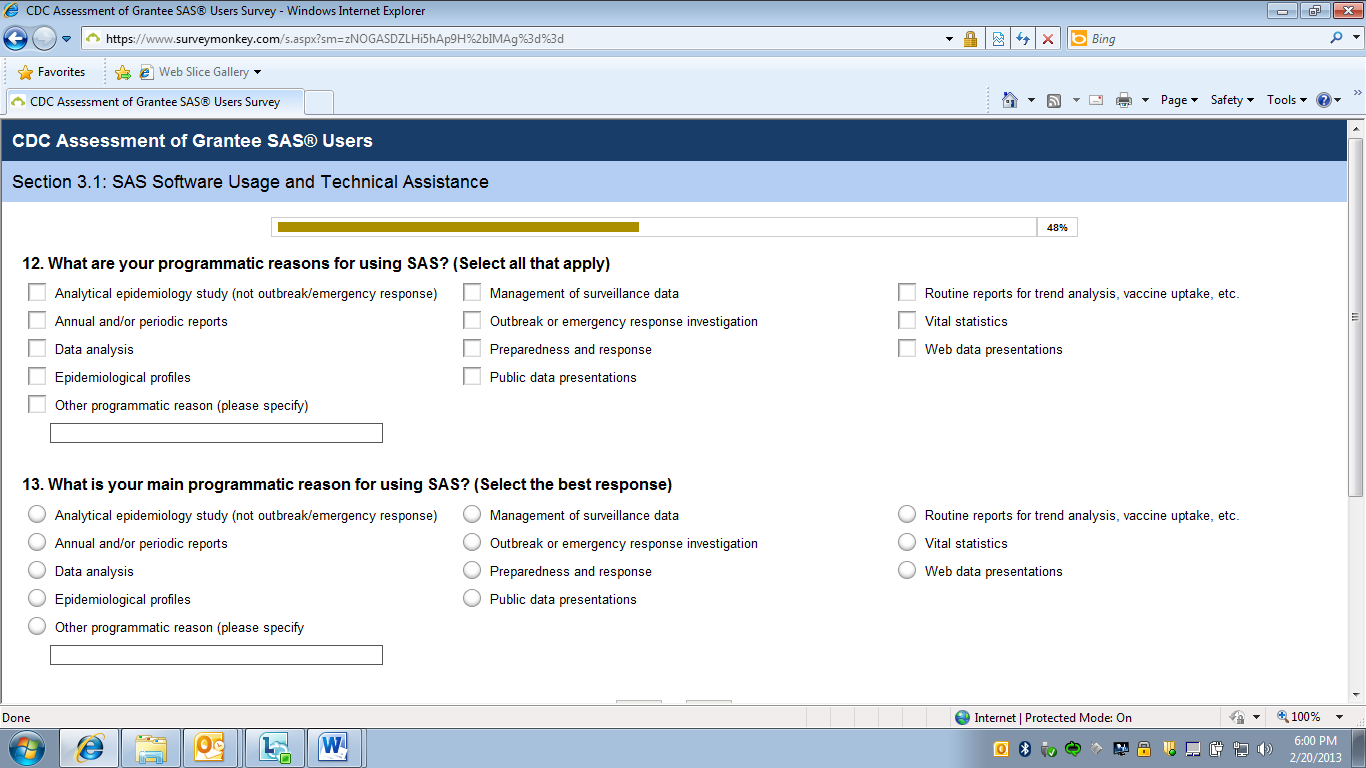 CDC Assessment of Grantee SAS® Users Survey - Windows Internet Explorer
https://www.surveymonkey.com/s.aspx?sm=zNOGASDZLHi5hAp9H%2bIMAg%3d%3d
Bing
Favorites
Web Slice Gallery
CDC Assessment of Grantee SAS® Users Survey
Page
Safety
Tools
CDC Assessment of Grantee SAS® Users
Section 3.1: SAS Software Usage and Technical Assistance
48%
12. What are your programmatic reasons for using SAS? (Select all that apply)
Analytical epidemiology study (not outbreak/emergency response)
Management of surveillance data
Routine reports for trend analysis, vaccine uptake, etc.
Annual and/or periodic reports
Outbreak or emergency response investigation
Vital statistics
Data analysis
Preparedness and response
Web data presentations
Epidemiological profiles
Public data presentations
Other programmatic reason (please specify)
13. What is your main programmatic reason for using SAS? (Select the best response)
Analytical epidemiology study (not outbreak/emergency response)
Management of surveillance data
Routine reports for trend analysis, vaccine uptake, etc.
Annual and/or periodic reports
Outbreak or emergency response investigation
Vital statistics
Data analysis
Preparedness and response
Web data presentations
Epidemiological profiles
Public data presentations
Other programmatic reason (please specify
Done
Internet | Protected Mode: On
100%
6:00 PM
2/20/2013